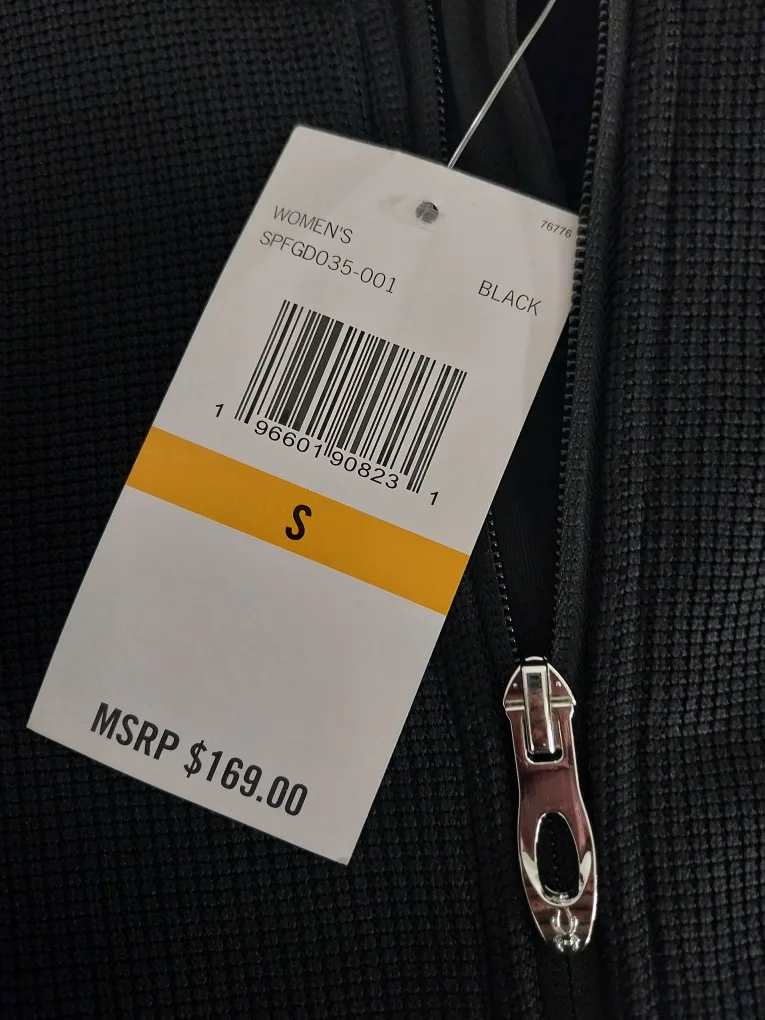 76776
WOMEN'S
SPFGD035-001
BLACK
1 96601 90823 1
S
MSRP $169.00